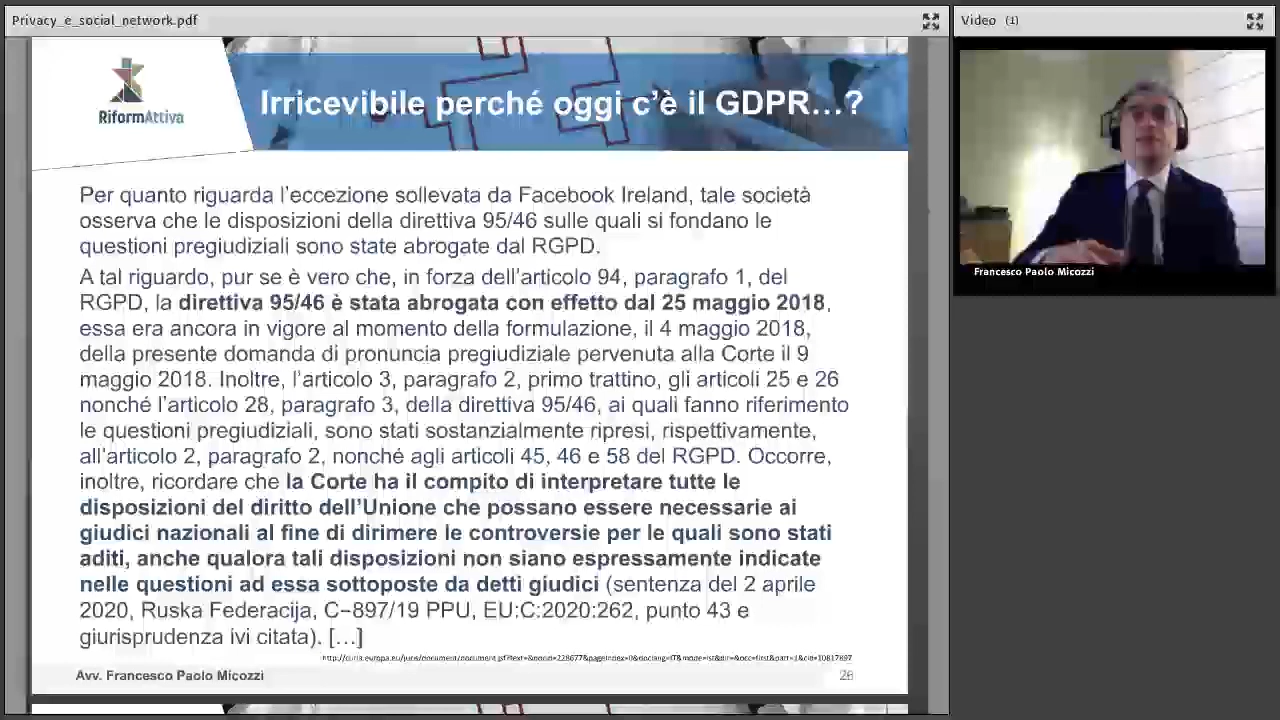 Privacy_e_social_network.pdf
Video (1)
RiformAttiva
Irricevibile perché oggi c'è il GDPR…?
Francesco Paolo Micozzi
Per quanto riguarda l'eccezione sollevata da Facebook Ireland, tale società
osserva che le disposizioni della direttiva 95/46 sulle quali si fondano le
questioni pregiudiziali sono state abrogate dal RGPD.
A tal riguardo, pur se è vero che, in forza dell'articolo 94, paragrafo 1, del
RGPD, la direttiva 95/46 è stata abrogata con effetto dal 25 maggio 2018,
essa era ancora in vigore al momento della formulazione, il 4 maggio 2018,
della presente domanda di pronuncia pregiudiziale pervenuta alla Corte il 9
maggio 2018. Inoltre, l'articolo 3, paragrafo 2, primo trattino, gli articoli 25 e 26
nonché l'articolo 28, paragrafo 3, della direttiva 95/46, ai quali fanno riferimento
le questioni pregiudiziali, sono stati sostanzialmente ripresi, rispettivamente,
all'articolo 2, paragrafo 2, nonché agli articoli 45, 46 e 58 del RGPD. Occorre,
inoltre, ricordare che la Corte ha il compito di interpretare tutte le
disposizioni del diritto dell'Unione che possano essere necessarie ai
giudici nazionali al fine di dirimere le controversie per le quali sono stati
aditi, anche qualora tali disposizioni non siano espressamente indicate
nelle questioni ad essa sottoposte da detti giudici (sentenza del 2 aprile
2020, Ruska Federacija, C−897/19 PPU, EU:C:2020:262, punto 43 e
giurisprudenza ivi citata). […]
Avv. Francesco Paolo Micozzi